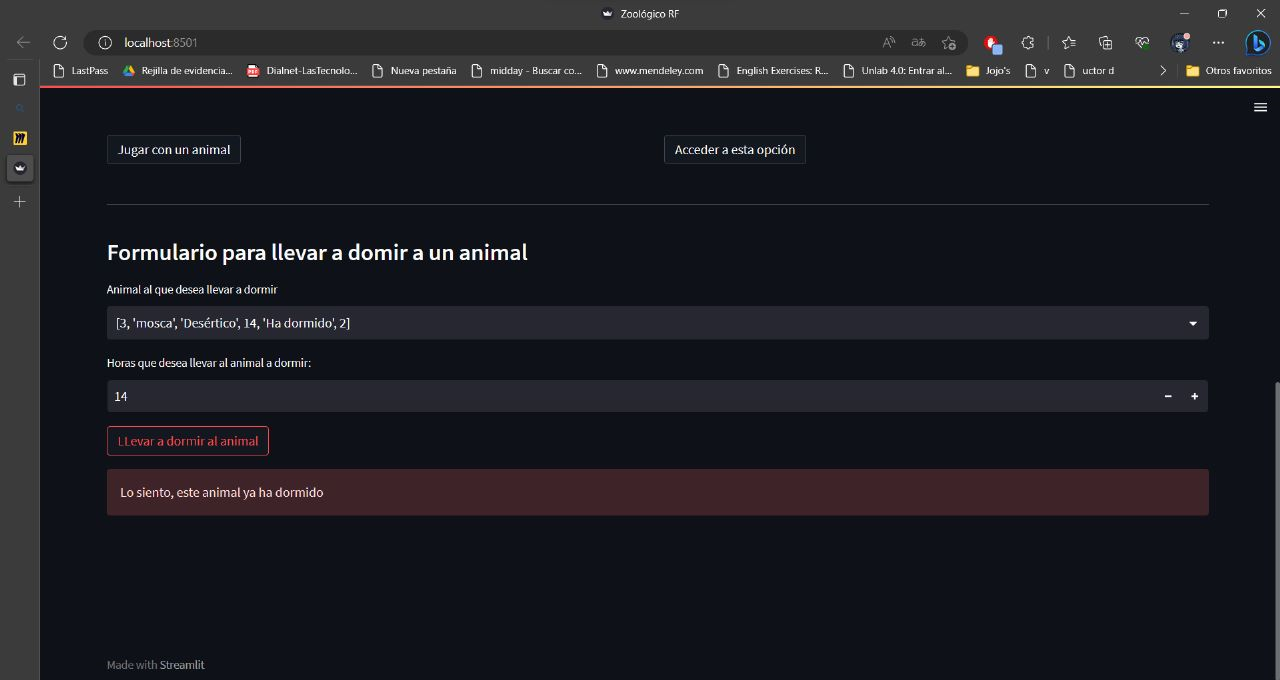 Zoológico RF
localhost:8501
LastPass
Rejilla de evidencia...
Dialnet-LasTecnolo...
Nueva pestaña
midday - Buscar co...
www.mendeley.com
English Exercises: R...
Unlab 4.0: Entrar al...
Jojo's
v
uctor d
Otros favoritos
Jugar con un animal
Acceder a esta opción
Formulario para llevar a domir a un animal
Animal al que desea llevar a dormir
[3, 'mosca', 'Desértico', 14, 'Ha dormido', 2]
Horas que desea llevar al animal a dormir:
14
LLevar a dormir al animal
Lo siento, este animal ya ha dormido
Made with Streamlit